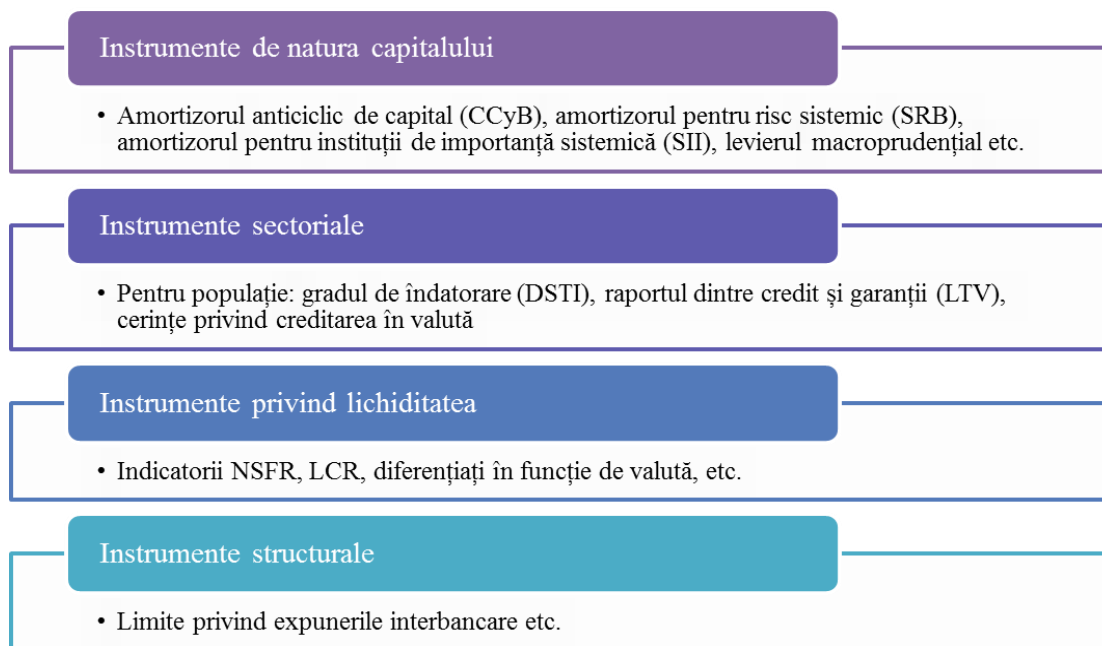 Instrumente de natura capitalului
• Amortizorul anticiclic de capital (CCyB), amortizorul pentru risc sistemic (SRB),
amortizorul pentru instituții de importanță sistemică (SII), levierul macroprudențial etc.
Instrumente sectoriale
• Pentru populație: gradul de îndatorare (DSTI), raportul dintre credit și garanții (LTV),
cerințe privind creditarea în valută
Instrumente privind lichiditatea
• Indicatorii NSFR, LCR, diferențiați în funcție de valută, etc.
Instrumente structurale
• Limite privind expunerile interbancare etc.